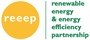 reeep
renewable
energy
& energy
efficiency
partnership